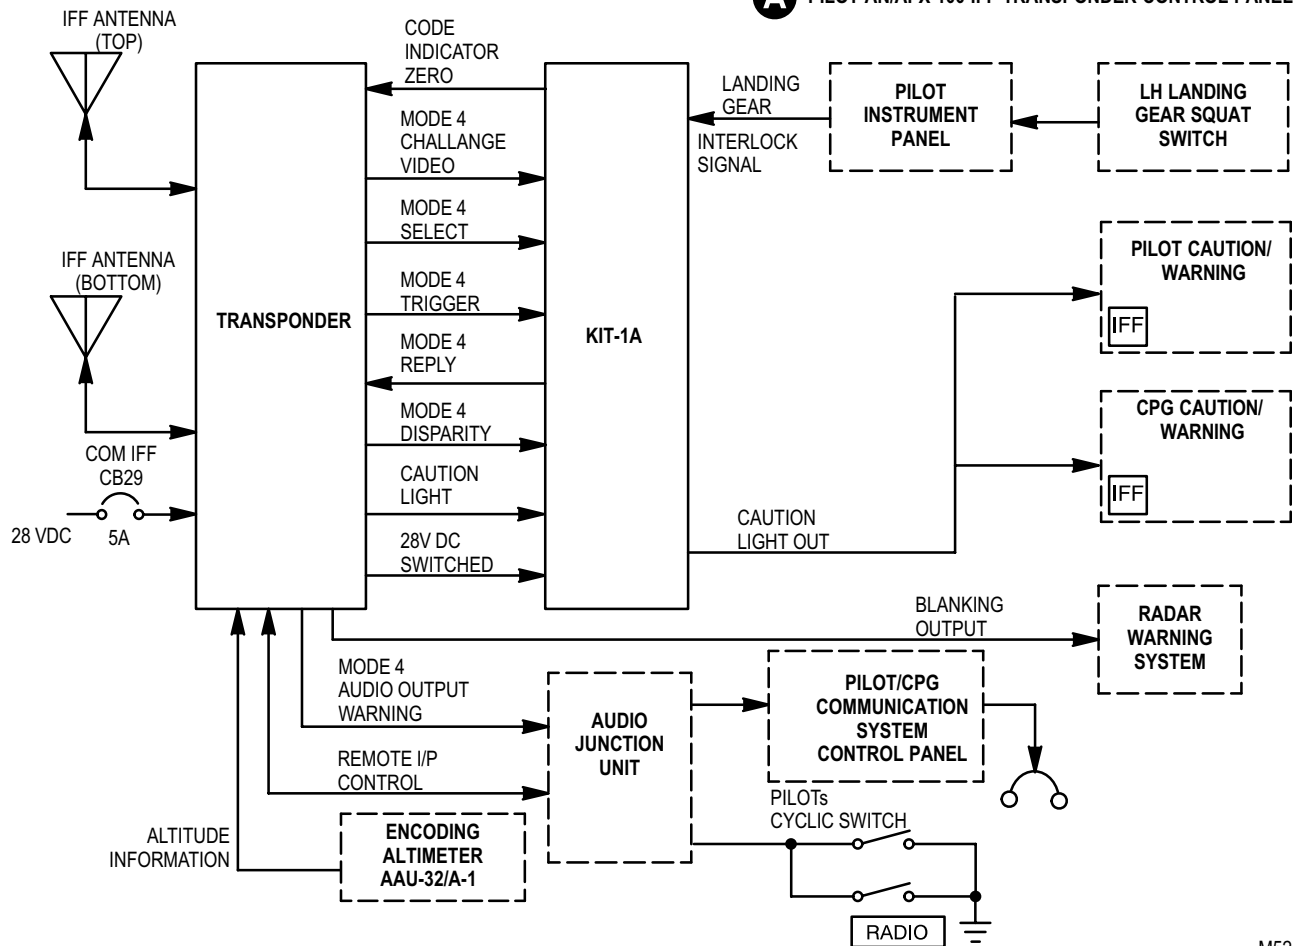 A PILOT AN/APX-100 IFF TRANSPONDER CONTROL PANEL
IFF ANTENNA
(TOP)
CODE
INDICATOR
ZERO
LANDING
GEAR
INTERLOCK
SIGNAL
PILOT
INSTRUMENT
PANEL
LH LANDING
GEAR SQUAT
SWITCH
MODE 4
CHALLANGE
VIDEO
MODE 4
SELECT
IFF ANTENNA
(BOTTOM)
TRANSPONDER
MODE 4
TRIGGER
KIT-1A
PILOT CAUTION/
WARNING
IFF
MODE 4
REPLY
MODE 4
DISPARITY
CPG CAUTION/
WARNING
IFF
COM IFF
CB29
28 VDC
5A
CAUTION
LIGHT
28V DC
SWITCHED
CAUTION
LIGHT OUT
BLANKING
OUTPUT
RADAR
WARNING
SYSTEM
MODE 4
AUDIO OUTPUT
WARNING
AUDIO
JUNCTION
UNIT
PILOT/CPG
COMMUNICATION
SYSTEM
CONTROL PANEL
REMOTE I/P
CONTROL
PILOTs
CYCLIC SWITCH
ALTITUDE
INFORMATION
ENCODING
ALTIMETER
AAU-32/A-1
RADIO